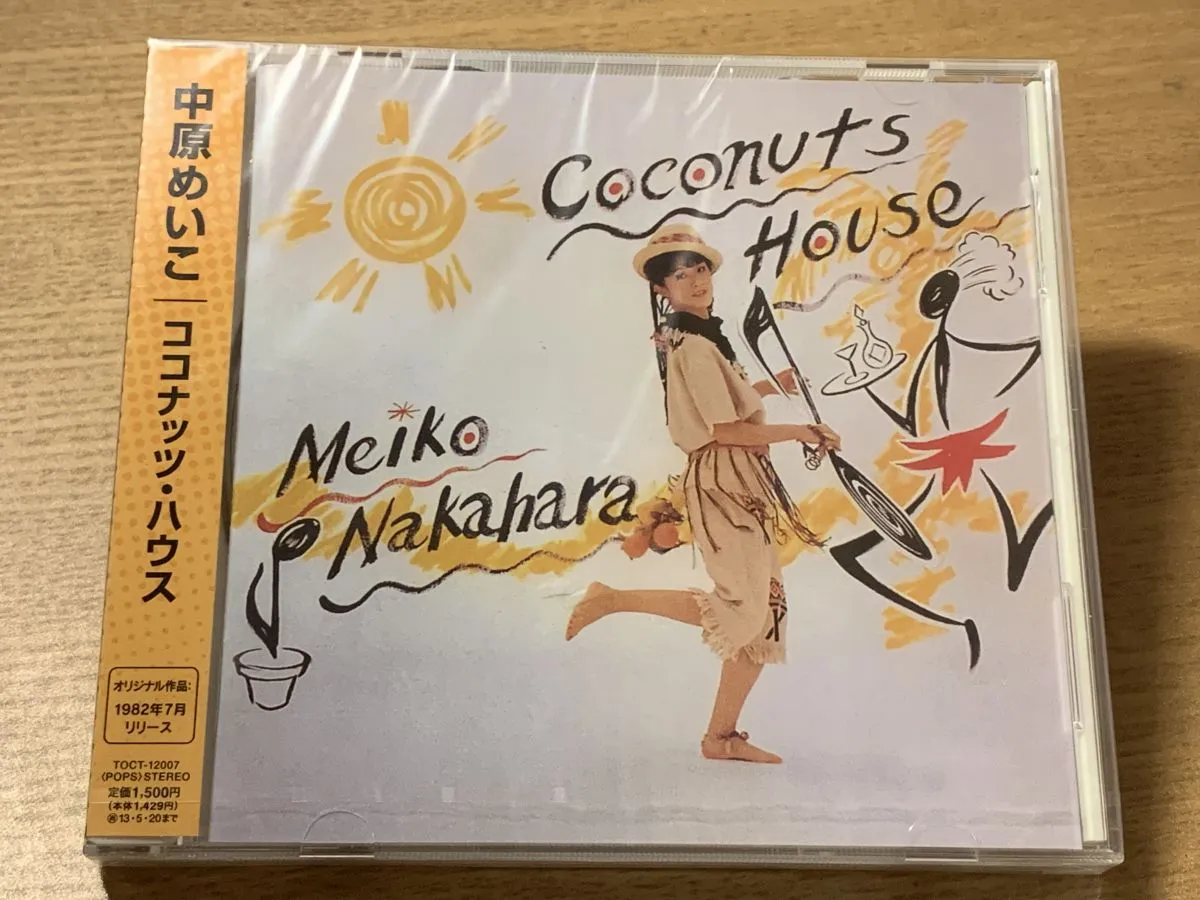 中原めいこ|ココナッツ・ハウス
オリジナル作品:
1982年7月
リリース
TOCT-12007
〈POPS〉STEREO
定価1,500円
(本体1,429円)
㊜13・5・20まで
Coconuts
House
Meiko
Nakahara